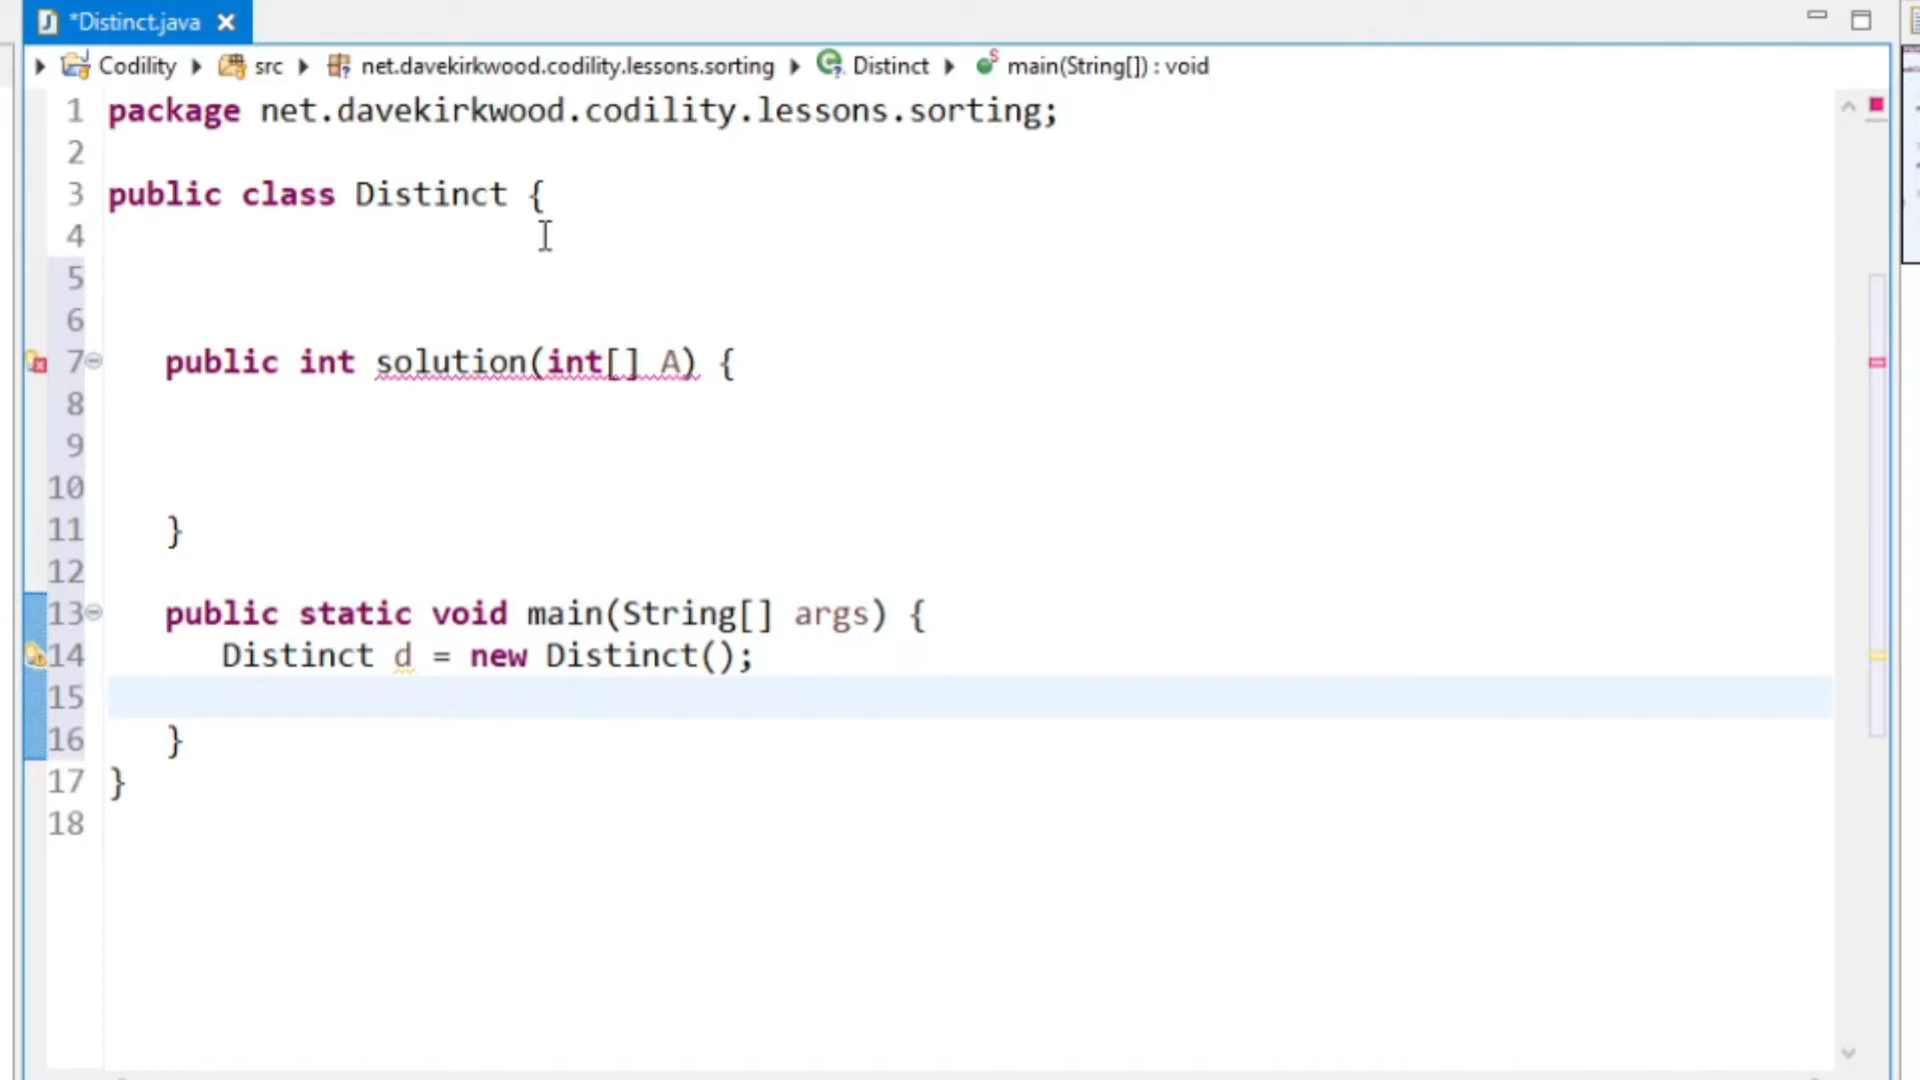 *Distinct.java
Codility src net.davekirkwood.codility.lessons.sorting Distinct main(String[]) : void
1 package net.davekirkwood.codility.lessons.sorting;
2
3 public class Distinct {
4
5
6
7 public int solution(int[] A) {
8
9
10
11 }
12
13 public static void main(String[] args) {
14 Distinct d = new Distinct();
15
16 }
17 }
18